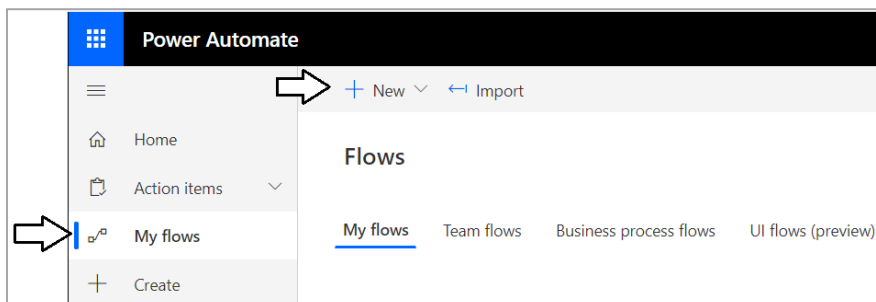 Power Automate
New Import
Home
Flows
Action items
My flows
My flows Team flows Business process flows UI flows (preview)
Create